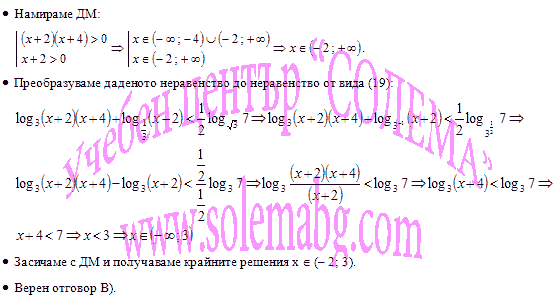 • Намираме ДМ:
| (x+2)(x+4)>0
| x+2>0
⇒ | x∈(−∞;−4)∪(−2;+∞)
| x∈(−2;+∞)
⇒ x∈(−2;+∞).
• Преобразуваме даденото неравенство до неравенство от вида (19):
log₃(x+2)(x+4)+log_{1/3}(x+2)<1/2 log_{√3} 7 ⇒ log₃(x+2)(x+4)+log_{3⁻¹}(x+2)<1/2 log_{3^{1/2}} 7 ⇒
log₃(x+2)(x+4)−log₃(x+2)<(1/2)/(1/2) log₃ 7 ⇒ log₃ (x+2)(x+4)/(x+2) <log₃ 7 ⇒ log₃(x+4)<log₃ 7 ⇒
x+4<7 ⇒ x<3 ⇒ x∈(−∞;3)
• Засичаме с ДМ и получаваме крайните решения x ∈ (− 2; 3).
• Верен отговор В).
Учебен център "СОЛЕМА"
www.solemabg.com